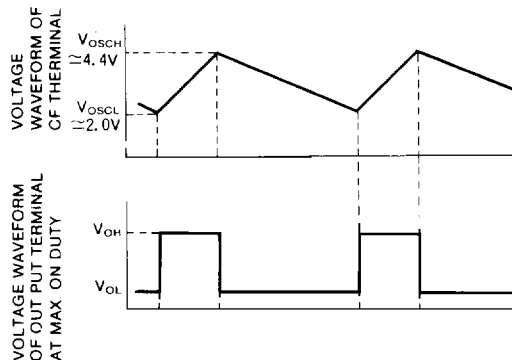 VOLTAGE
WAVEFORM OF
CF THERMINAL
VOSCH
≃4.4V
VOSCL
≃2.0V
VOLTAGE WAVEFORM
OF OUT PUT TERMINAL
AT MAX. ON DUTY
VOH
VOL